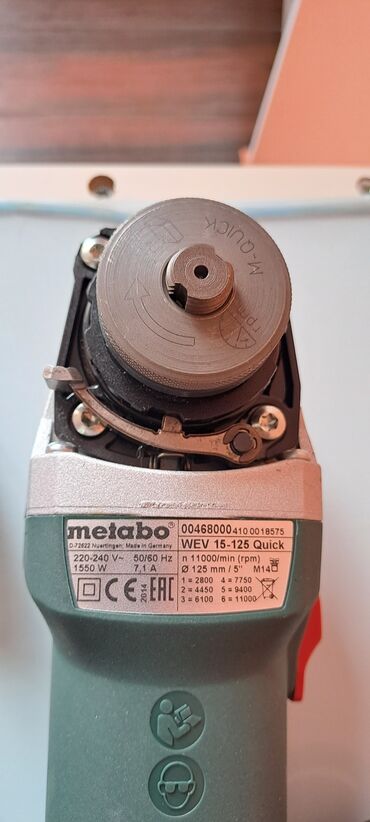 M-QUICK
metabo
D-72622 Nuertingen; Made in Germany
220-240 V~ 50/60 Hz
1550 W 7,1 A
CE 2014 EAC
00468000 410 0018575
WEV 15-125 Quick
n 11000/min (rpm)
Ø 125 mm / 5" M14
1 = 2800 4 = 7750
2 = 4450 5 = 9400
3 = 6100 6 = 11000